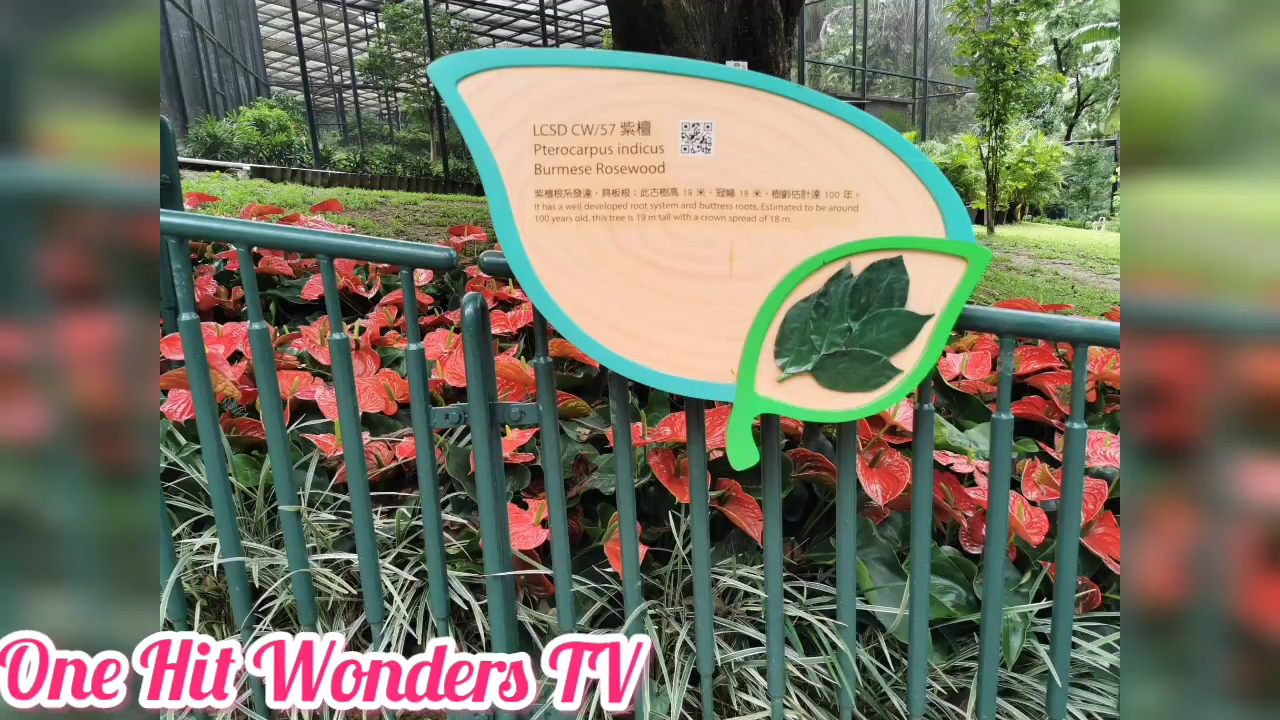 LCSD CW/57 紫檀
Pterocarpus indicus
Burmese Rosewood
紫檀根系發達，具板根；此古樹高 19 米，冠幅 18 米，樹齡估計達 100 年。
It has a well developed root system and buttress roots. Estimated to be around
100 years old, this tree is 19 m tall with a crown spread of 18 m.
One Hit Wonders TV